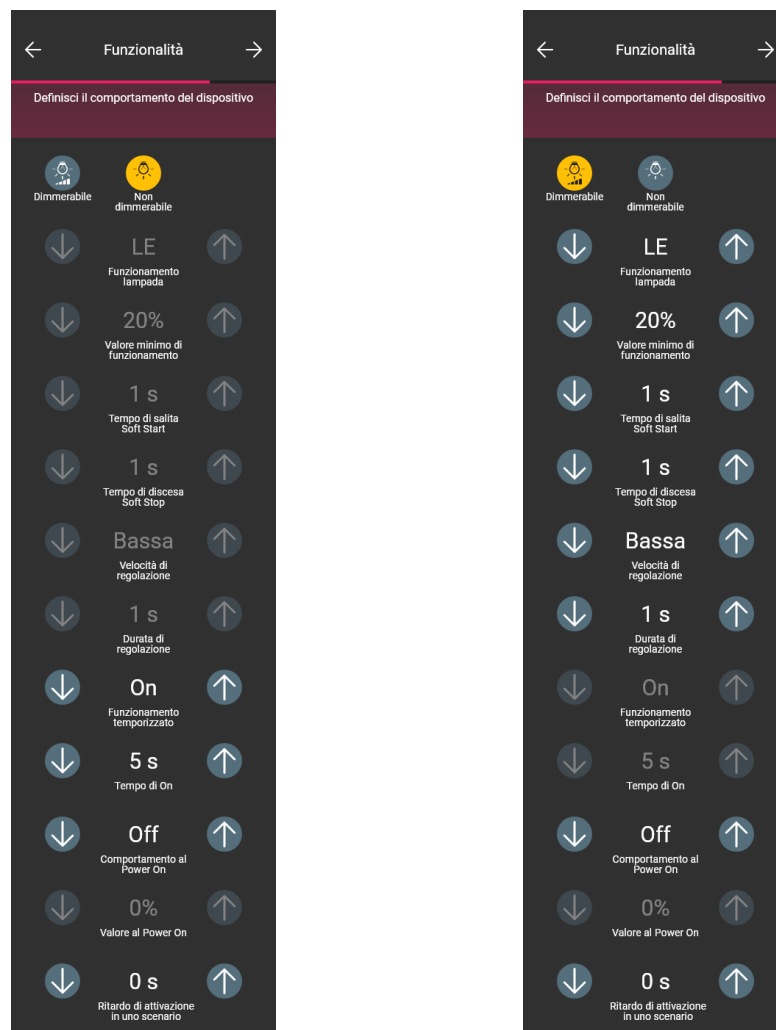 Funzionalità
Definisci il comportamento del dispositivo
Dimmerabile
Non
dimmerabile
LE
Funzionamento
lampada
20%
Valore minimo di
funzionamento
1 s
Tempo di salita
Soft Start
1 s
Tempo di discesa
Soft Stop
Bassa
Velocità di
regolazione
1 s
Durata di
regolazione
On
Funzionamento
temporizzato
5 s
Tempo di On
Off
Comportamento al
Power On
0%
Valore al Power On
0 s
Ritardo di attivazione
in uno scenario
Funzionalità
Definisci il comportamento del dispositivo
Dimmerabile
Non
dimmerabile
LE
Funzionamento
lampada
20%
Valore minimo di
funzionamento
1 s
Tempo di salita
Soft Start
1 s
Tempo di discesa
Soft Stop
Bassa
Velocità di
regolazione
1 s
Durata di
regolazione
On
Funzionamento
temporizzato
5 s
Tempo di On
Off
Comportamento al
Power On
0%
Valore al Power On
0 s
Ritardo di attivazione
in uno scenario